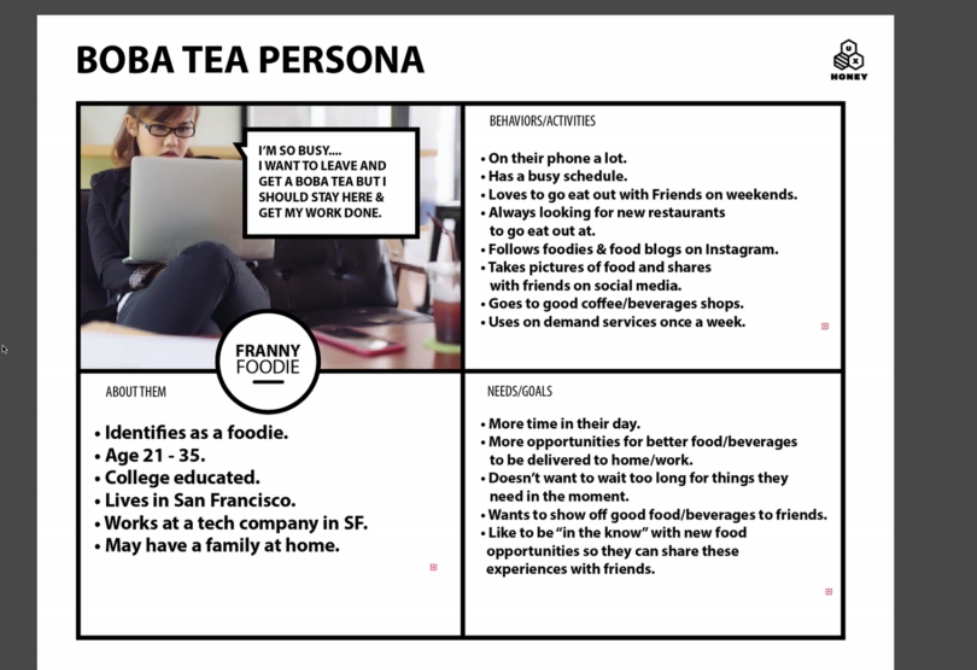 BOBA TEA PERSONA
UX
HONEY
I'M SO BUSY....
I WANT TO LEAVE AND
GET A BOBA TEA BUT I
SHOULD STAY HERE &
GET MY WORK DONE.
FRANNY
FOODIE
BEHAVIORS/ACTIVITIES
• On their phone a lot.
• Has a busy schedule.
• Loves to go eat out with Friends on weekends.
• Always looking for new restaurants
to go eat out at.
• Follows foodies & food blogs on Instagram.
• Takes pictures of food and shares
with friends on social media.
• Goes to good coffee/beverages shops.
• Uses on demand services once a week.
ABOUT THEM
• Identifies as a foodie.
• Age 21 - 35.
• College educated.
• Lives in San Francisco.
• Works at a tech company in SF.
• May have a family at home.
NEEDS/GOALS
• More time in their day.
• More opportunities for better food/beverages
to be delivered to home/work.
• Doesn't want to wait too long for things they
need in the moment.
• Wants to show off good food/beverages to friends.
• Like to be “in the know” with new food
opportunities so they can share these
experiences with friends.